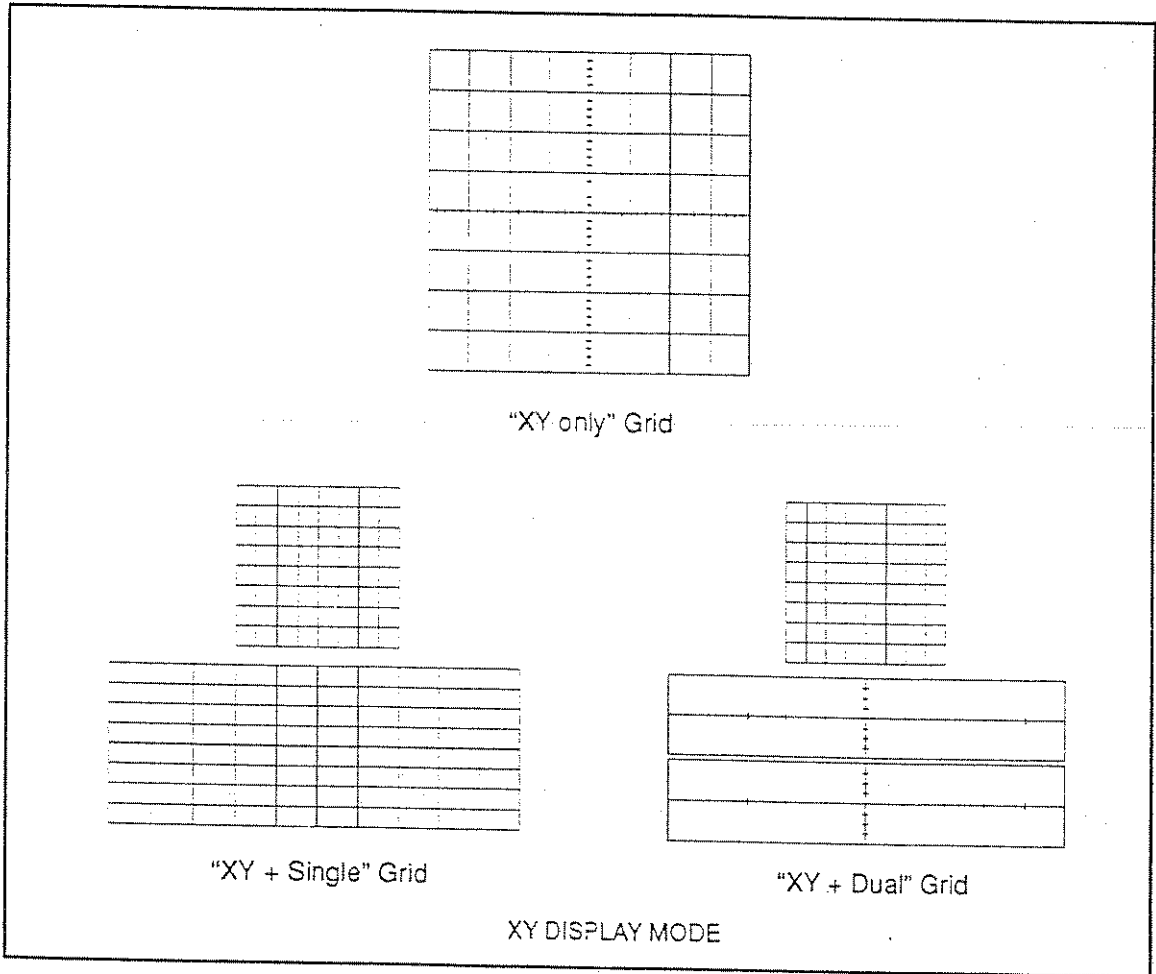 “XY only” Grid
“XY + Single” Grid
“XY + Dual” Grid
XY DISPLAY MODE